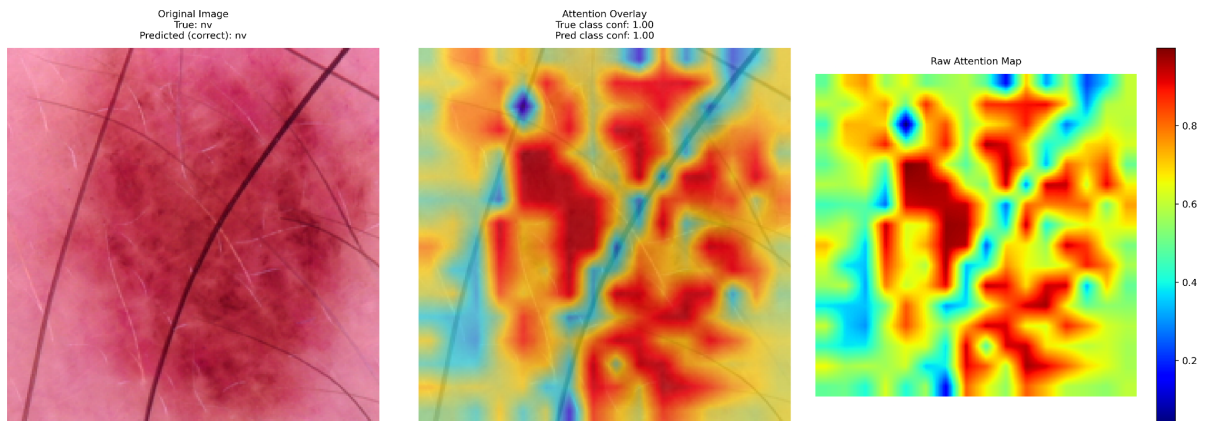 Original Image
True: nv
Predicted (correct): nv
Attention Overlay
True class conf: 1.00
Pred class conf: 1.00
Raw Attention Map
0.8
0.6
0.4
0.2